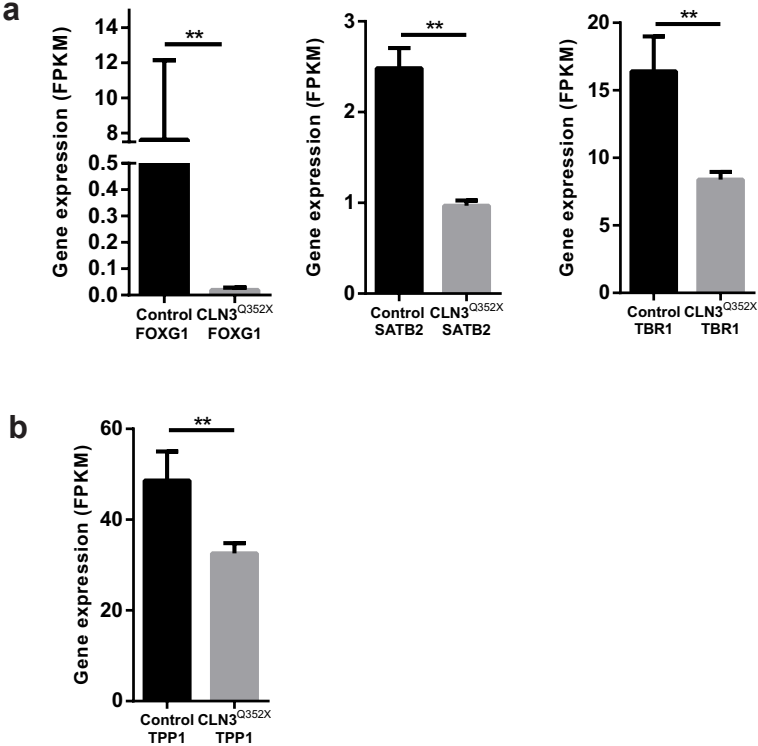 a
Gene expression (FPKM)
14
12
10
8
0.5
0.4
0.3
0.2
0.1
0.0
**
Control CLN3Q352X
FOXG1 FOXG1
Gene expression (FPKM)
3
2
1
0
**
Control CLN3Q352X
SATB2 SATB2
Gene expression (FPKM)
20
15
10
5
0
**
Control CLN3Q352X
TBR1 TBR1
b
Gene expression (FPKM)
60
40
20
0
**
Control CLN3Q352X
TPP1 TPP1